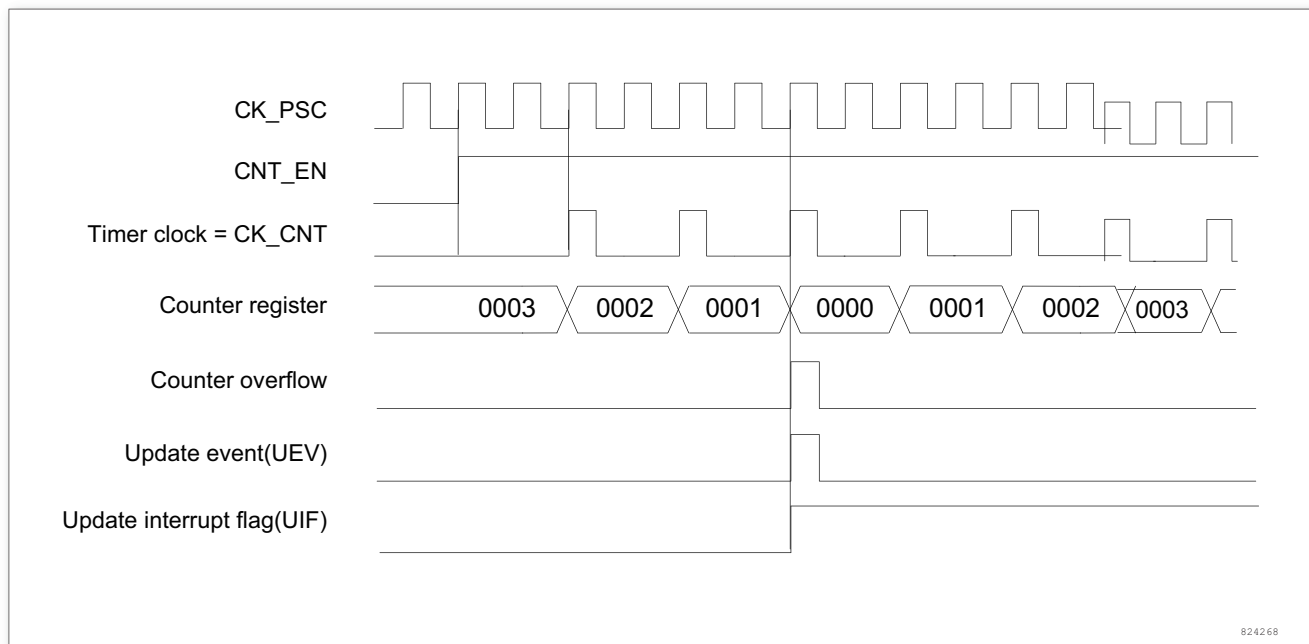 CK_PSC
CNT_EN
Timer clock = CK_CNT
Counter register 0003 0002 0001 0000 0001 0002 0003
Counter overflow
Update event(UEV)
Update interrupt flag(UIF)
824268